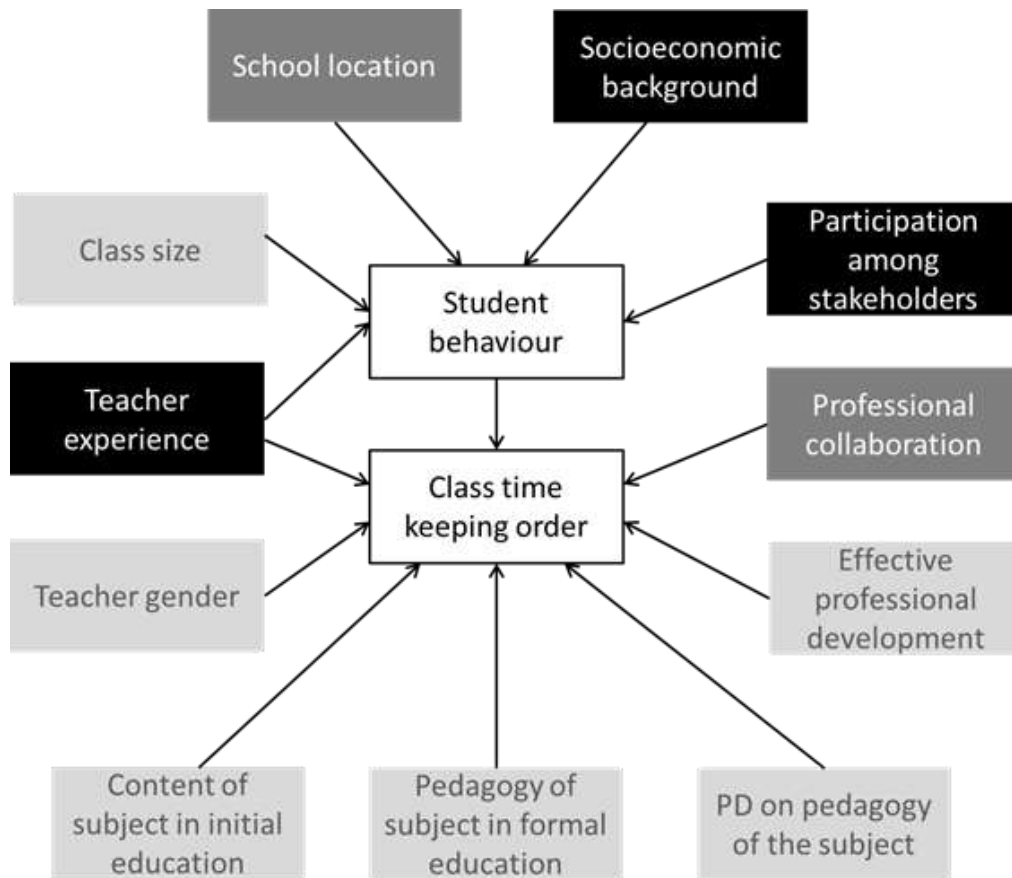 School location
Socioeconomic
background
Class size
Participation
among
stakeholders
Student
behaviour
Teacher
experience
Professional
collaboration
Class time
keeping order
Teacher gender
Effective
professional
development
Content of
subject in initial
education
Pedagogy of
subject in formal
education
PD on pedagogy
of the subject